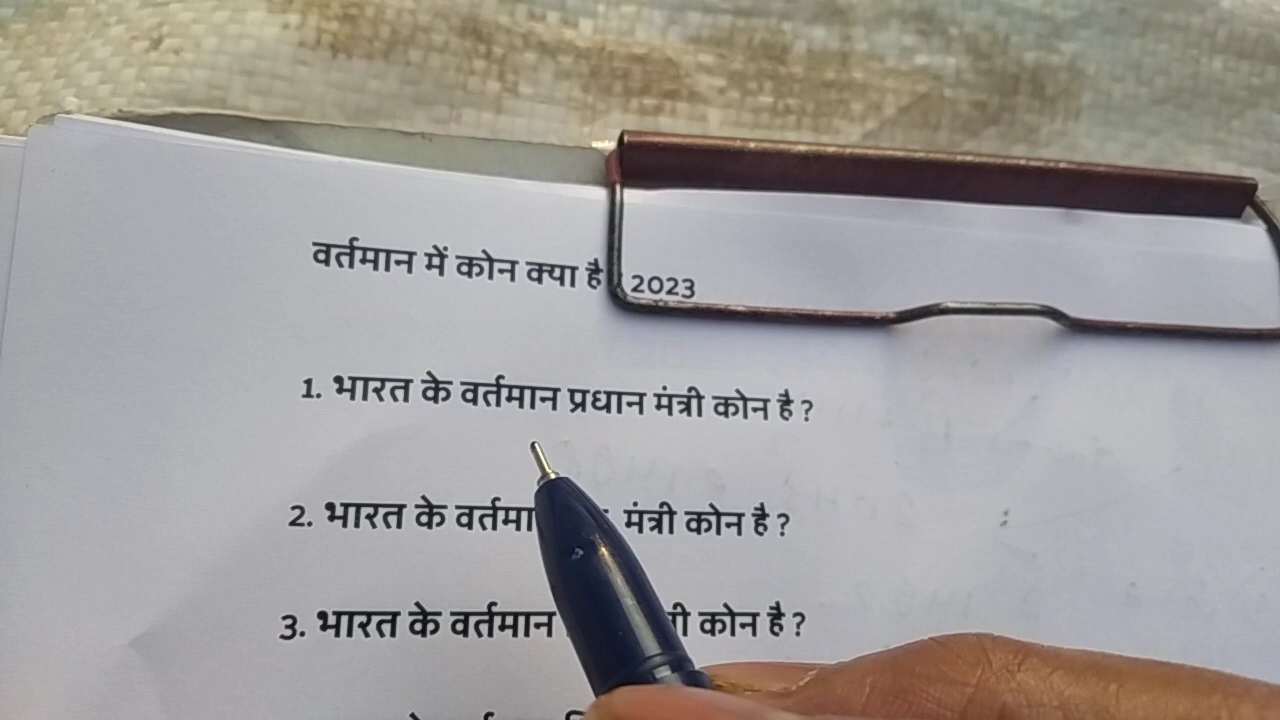 वर्तमान में कोन क्या है 2023
1. भारत के वर्तमान प्रधान मंत्री कोन है ?
2. भारत के मंत्री कोन है ?
3. भारत के वर्तमान कोन है ?